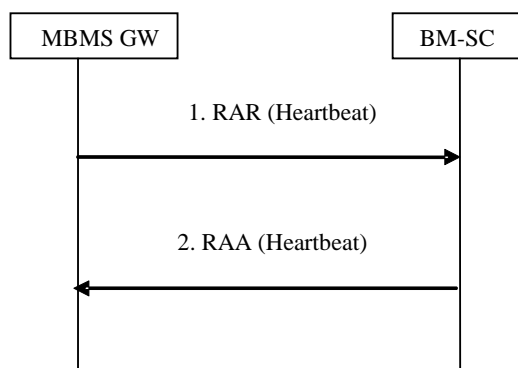 MBMS GW
BM-SC
1. RAR (Heartbeat)
2. RAA (Heartbeat)